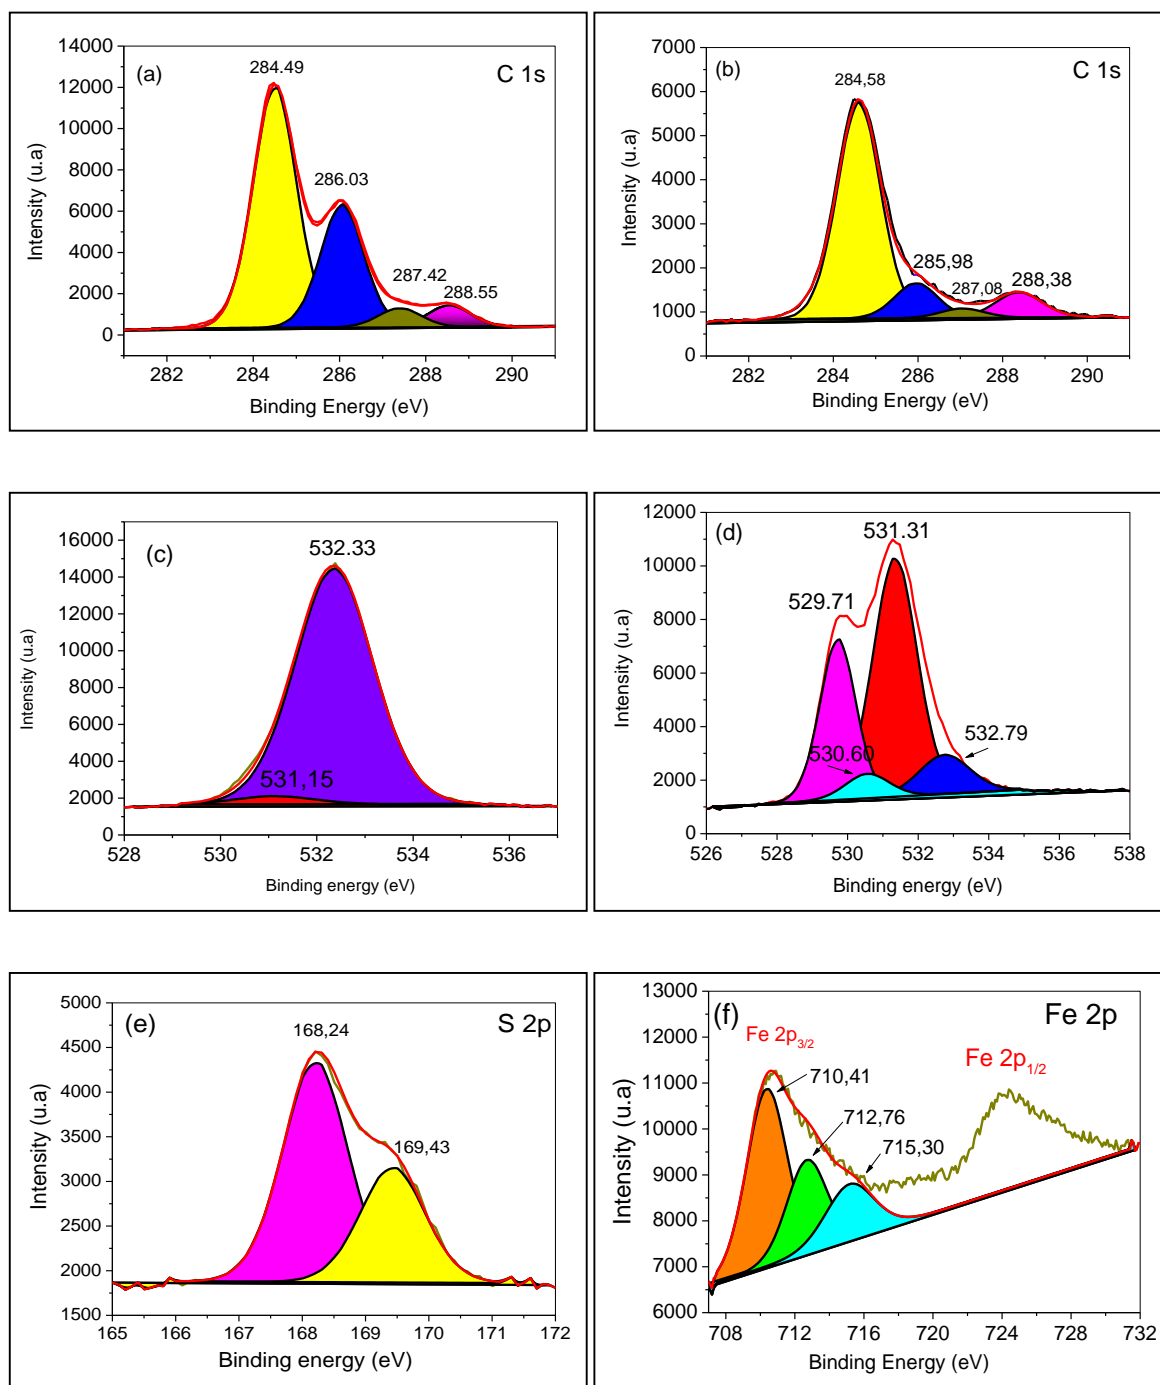 (a)
C 1s
284.49
286.03
287.42
288.55
14000
12000
10000
8000
6000
4000
2000
0
282 284 286 288 290
Intensity (u.a)
Binding Energy (eV)
(b)
C 1s
284,58
285,98
287,08
288,38
7000
6000
5000
4000
3000
2000
1000
0
282 284 286 288 290
Intensity (u.a)
Binding Energy (eV)
(c)
532.33
531,15
16000
14000
12000
10000
8000
6000
4000
2000
0
528 530 532 534 536
Intensity (u.a)
Binding energy (eV)
(d)
531.31
529.71
530.60
532.79
12000
10000
8000
6000
4000
2000
0
526 528 530 532 534 536 538
Intensity (u.a)
Binding energy (eV)
(e)
S 2p
168,24
169,43
5000
4500
4000
3500
3000
2500
2000
1500
165 166 167 168 169 170 171 172
Intensity (u.a)
Binding energy (eV)
(f)
Fe 2p
Fe 2p3/2
Fe 2p1/2
710,41
712,76
715,30
13000
12000
11000
10000
9000
8000
7000
6000
708 712 716 720 724 728 732
Intensity (u.a)
Binding Energy (eV)